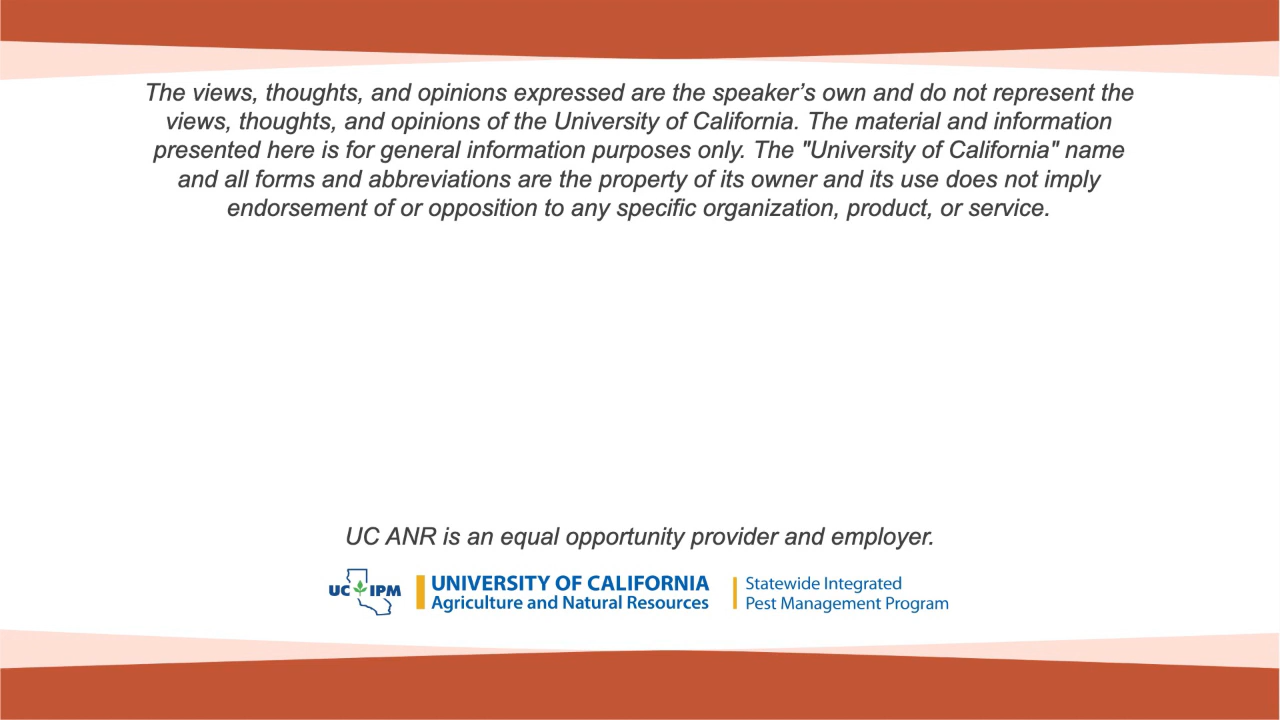 The views, thoughts, and opinions expressed are the speaker’s own and do not represent the
views, thoughts, and opinions of the University of California. The material and information
presented here is for general information purposes only. The "University of California" name
and all forms and abbreviations are the property of its owner and its use does not imply
endorsement of or opposition to any specific organization, product, or service.
UC ANR is an equal opportunity provider and employer.
UC IPM
UNIVERSITY OF CALIFORNIA
Agriculture and Natural Resources
Statewide Integrated
Pest Management Program